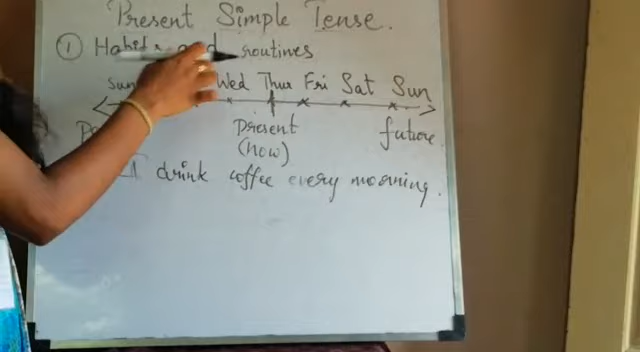 Present Simple Tense.
① Habits and routines
Sun Wed Thur Fri Sat Sun
Present future
(now)
I drink coffee every morning.